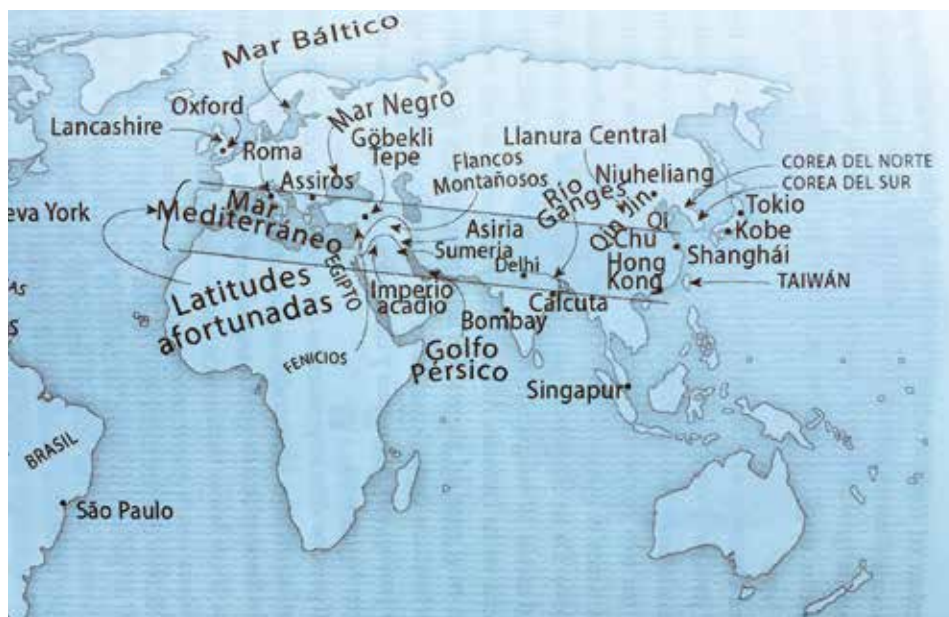 Mar Báltico
Oxford
Lancashire
Mar Negro
Göbekli
Tepe
Llanura Central
Roma
Flancos
Montañosos
Niuheliang
COREA DEL NORTE
COREA DEL SUR
Assiros
Río
Ganges
eva York
Mar
Mediterráneo
Asiria
Sumeria
Qin
Jin
Qi
Chu
Tokio
Kobe
Shanghái
Delhi
Hong
Kong
EGIPTO
Imperio
acadio
Latitudes
afortunadas
Calcuta
Bombay
TAIWÁN
AS
S
FENICIOS
Golfo
Pérsico
Singapur
BRASIL
São Paulo